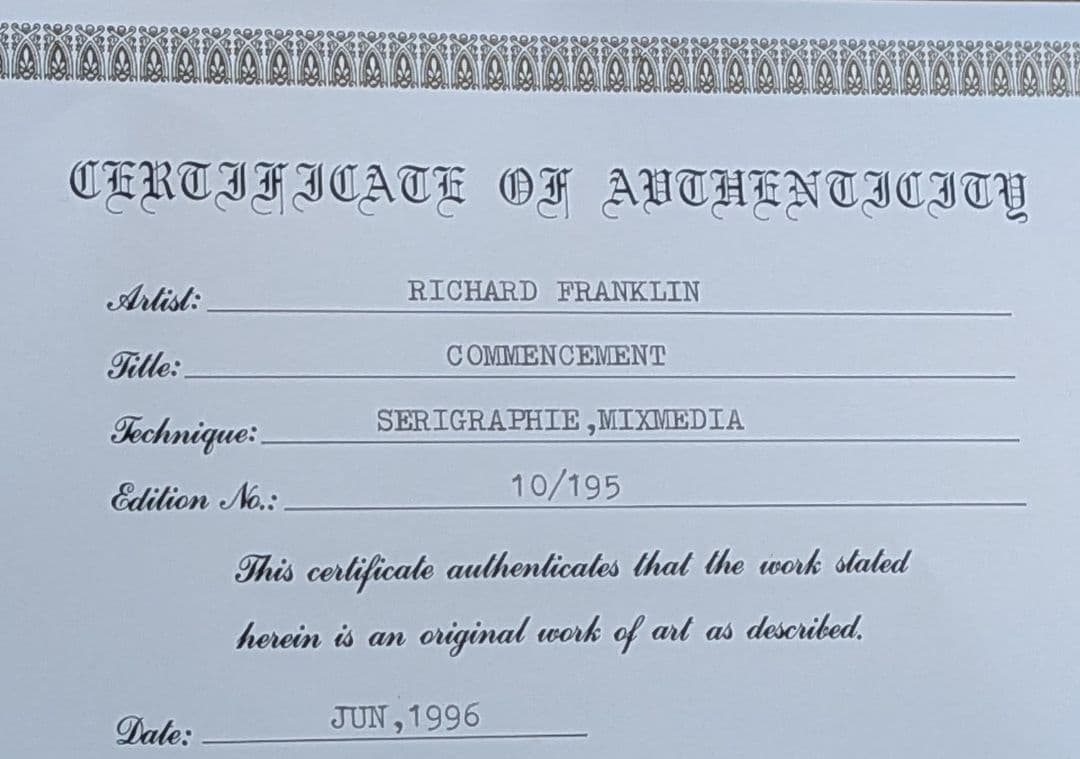 CERTIFICATE OF AUTHENTICITY
Artist: RICHARD FRANKLIN
Title: COMMENCEMENT
Technique: SERIGRAPHIE,MIXMEDIA
Edition No.: 10/195
This certificate authenticates that the work stated
herein is an original work of art as described.
Date: JUN,1996